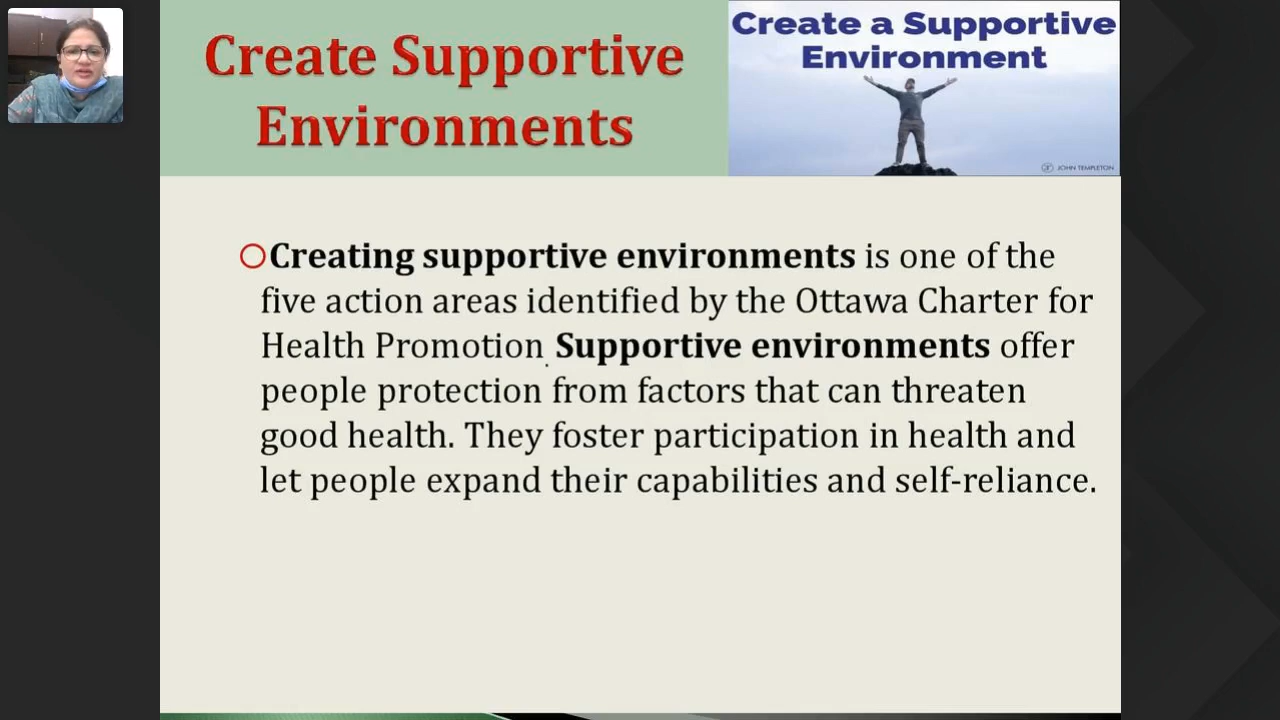 Create Supportive
Environments
Create a Supportive
Environment
JOHN TEMPLETON
Creating supportive environments is one of the
five action areas identified by the Ottawa Charter for
Health Promotion. Supportive environments offer
people protection from factors that can threaten
good health. They foster participation in health and
let people expand their capabilities and self-reliance.